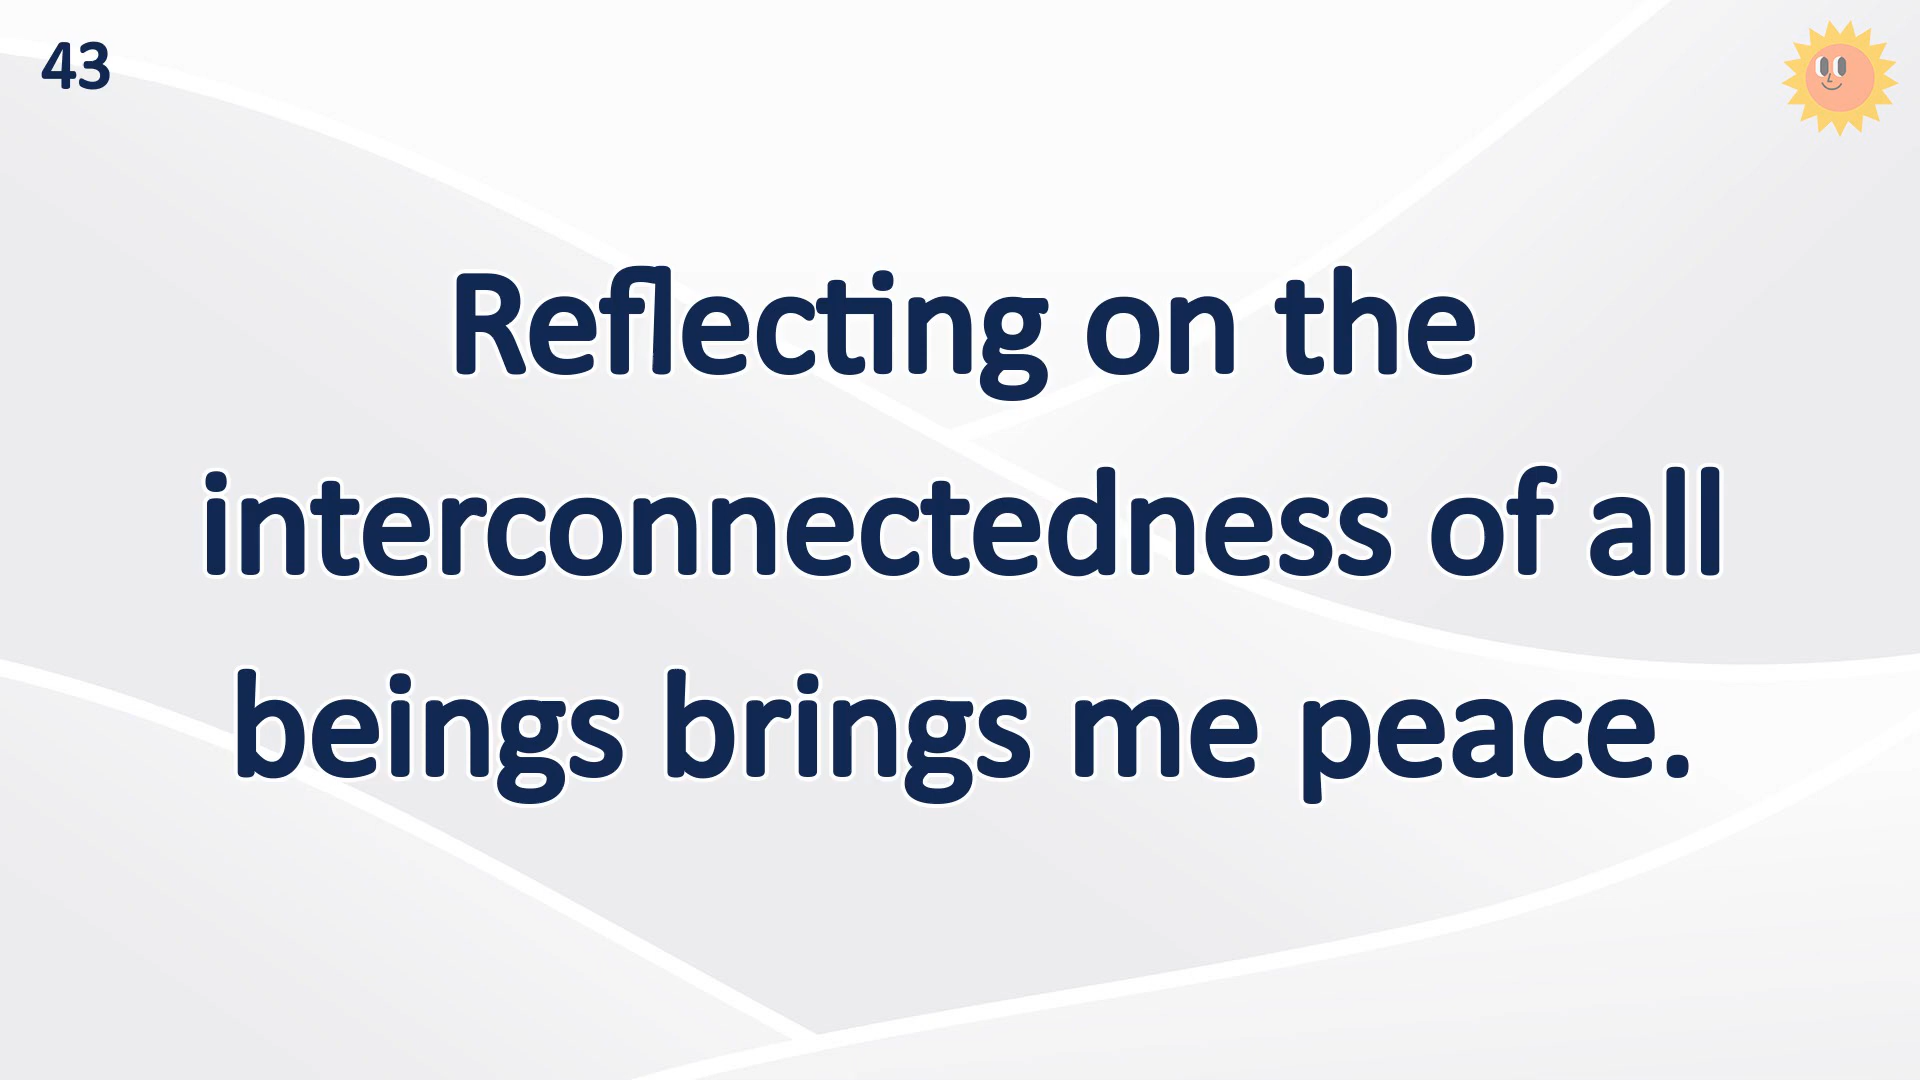 43
Reflecting on the
interconnectedness of all
beings brings me peace.